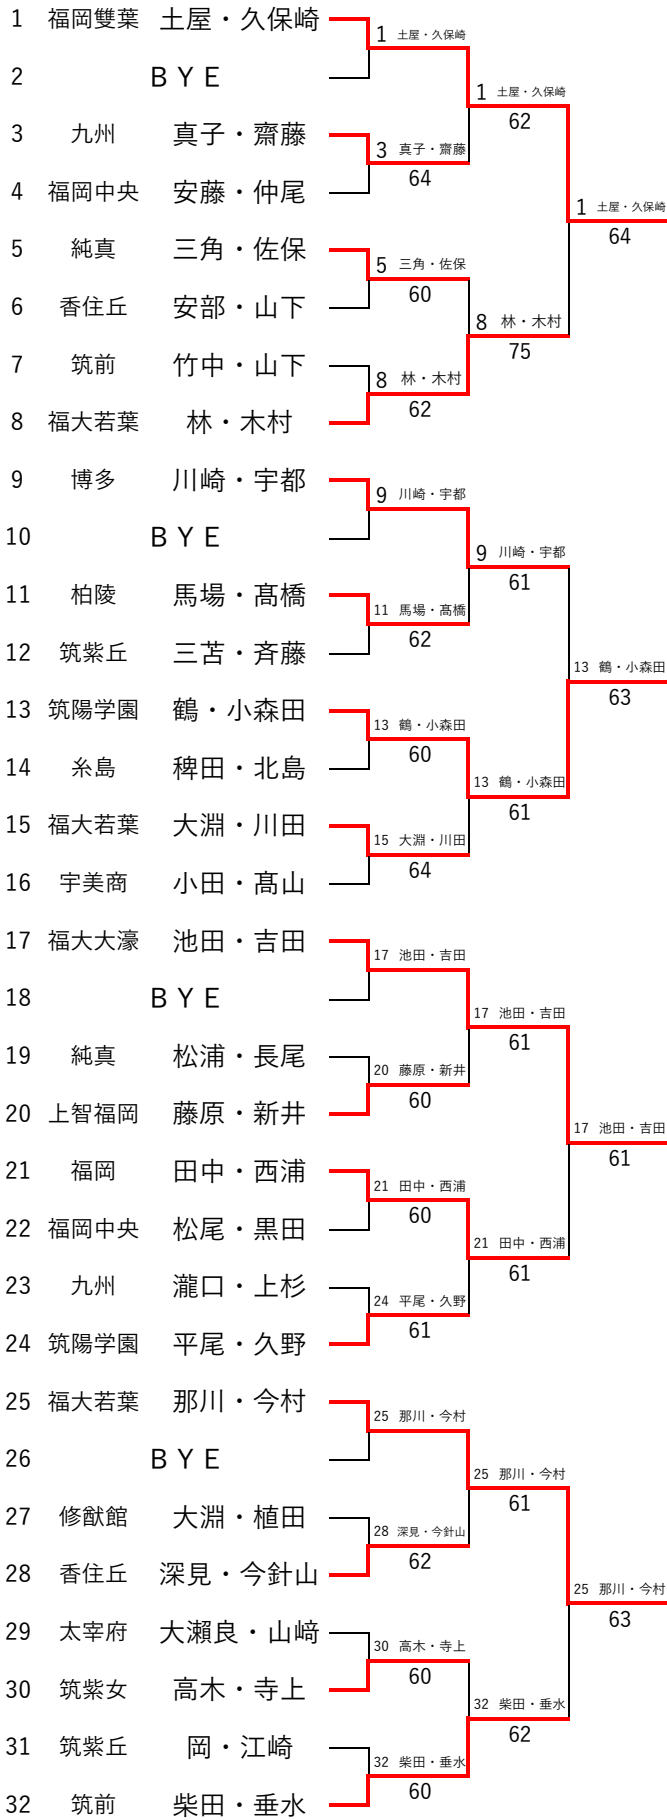 1 福岡雙葉 土屋・久保崎
1 土屋・久保崎
2 ＢＹＥ
1 土屋・久保崎
62
3 九州 真子・齋藤
3 真子・齋藤
64
4 福岡中央 安藤・仲尾
1 土屋・久保崎
64
5 純真 三角・佐保
5 三角・佐保
60
6 香住丘 安部・山下
8 林・木村
75
7 筑前 竹中・山下
8 林・木村
62
8 福大若葉 林・木村
9 博多 川崎・宇都
9 川崎・宇都
10 ＢＹＥ
9 川崎・宇都
61
11 柏陵 馬場・髙橋
11 馬場・髙橋
62
12 筑紫丘 三苫・斉藤
13 鶴・小森田
63
13 筑陽学園 鶴・小森田
13 鶴・小森田
60
14 糸島 稗田・北島
13 鶴・小森田
61
15 福大若葉 大淵・川田
15 大淵・川田
64
16 宇美商 小田・髙山
17 福大大濠 池田・吉田
17 池田・吉田
18 ＢＹＥ
17 池田・吉田
61
19 純真 松浦・長尾
20 藤原・新井
60
20 上智福岡 藤原・新井
17 池田・吉田
61
21 福岡 田中・西浦
21 田中・西浦
60
22 福岡中央 松尾・黒田
21 田中・西浦
61
23 九州 瀧口・上杉
24 平尾・久野
61
24 筑陽学園 平尾・久野
25 福大若葉 那川・今村
25 那川・今村
26 ＢＹＥ
25 那川・今村
61
27 修猷館 大淵・植田
28 深見・今針山
62
28 香住丘 深見・今針山
25 那川・今村
63
29 太宰府 大瀨良・山﨑
30 高木・寺上
60
30 筑紫女 高木・寺上
32 柴田・垂水
62
31 筑紫丘 岡・江崎
32 柴田・垂水
60
32 筑前 柴田・垂水